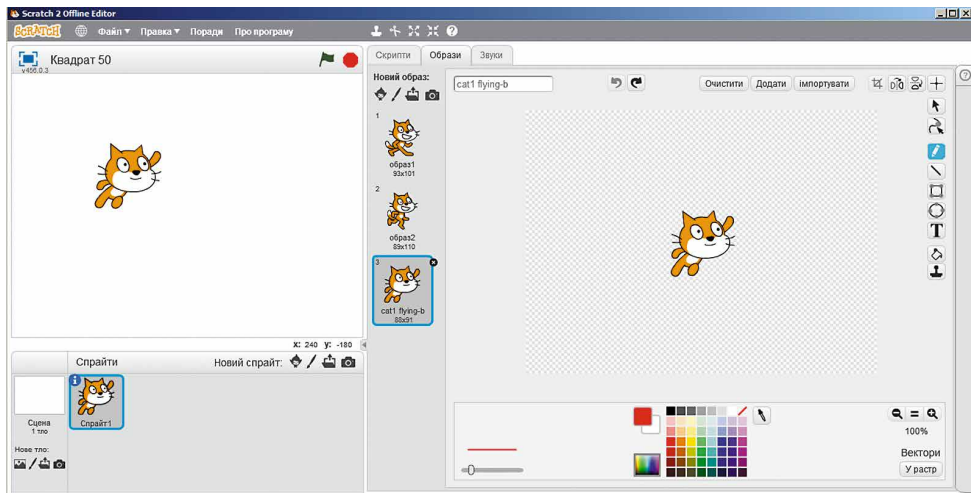 Scratch 2 Offline Editor
SCRATCH Файл Правка Поради Про програму
Квадрат 50
v456.0.3
Скрипти Образи Звуки
Новий образ:
1
образ1
93x101
2
образ2
89x110
3
cat1 flying-b
88x91
cat1 flying-b
Очистити Додати імпортувати
T
x: 240 y: -180
Спрайти Новий спрайт:
Сцена
1 тло
Нове тло:
Спрайт1
100%
Вектори
У растр